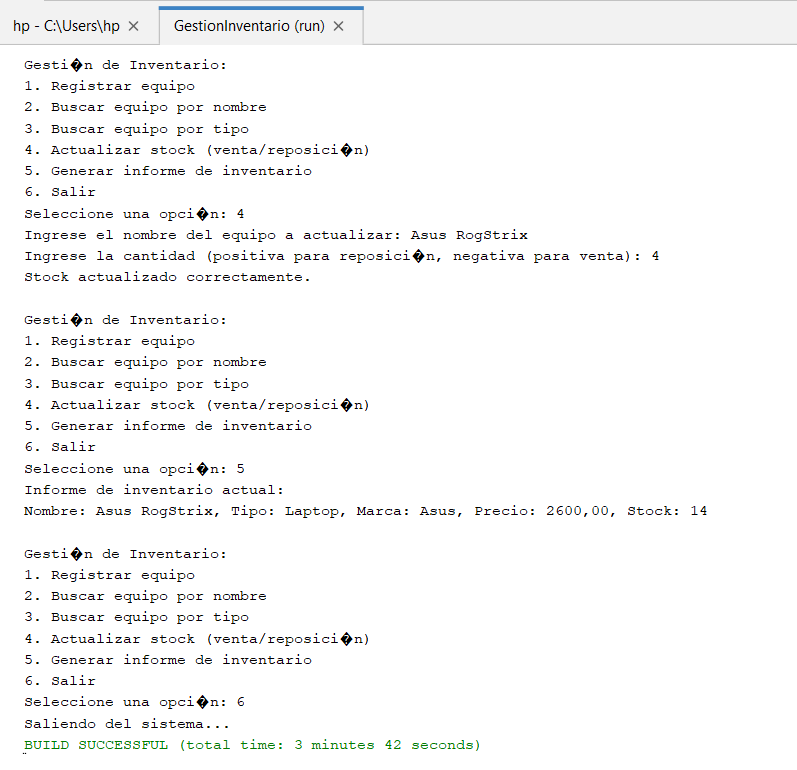 hp - C:\Users\hp × GestionInventario (run) ×
Gesti�n de Inventario:
1. Registrar equipo
2. Buscar equipo por nombre
3. Buscar equipo por tipo
4. Actualizar stock (venta/reposici�n)
5. Generar informe de inventario
6. Salir
Seleccione una opci�n: 4
Ingrese el nombre del equipo a actualizar: Asus RogStrix
Ingrese la cantidad (positiva para reposici�n, negativa para venta): 4
Stock actualizado correctamente.
Gesti�n de Inventario:
1. Registrar equipo
2. Buscar equipo por nombre
3. Buscar equipo por tipo
4. Actualizar stock (venta/reposici�n)
5. Generar informe de inventario
6. Salir
Seleccione una opci�n: 5
Informe de inventario actual:
Nombre: Asus RogStrix, Tipo: Laptop, Marca: Asus, Precio: 2600,00, Stock: 14
Gesti�n de Inventario:
1. Registrar equipo
2. Buscar equipo por nombre
3. Buscar equipo por tipo
4. Actualizar stock (venta/reposici�n)
5. Generar informe de inventario
6. Salir
Seleccione una opci�n: 6
Saliendo del sistema...
BUILD SUCCESSFUL (total time: 3 minutes 42 seconds)